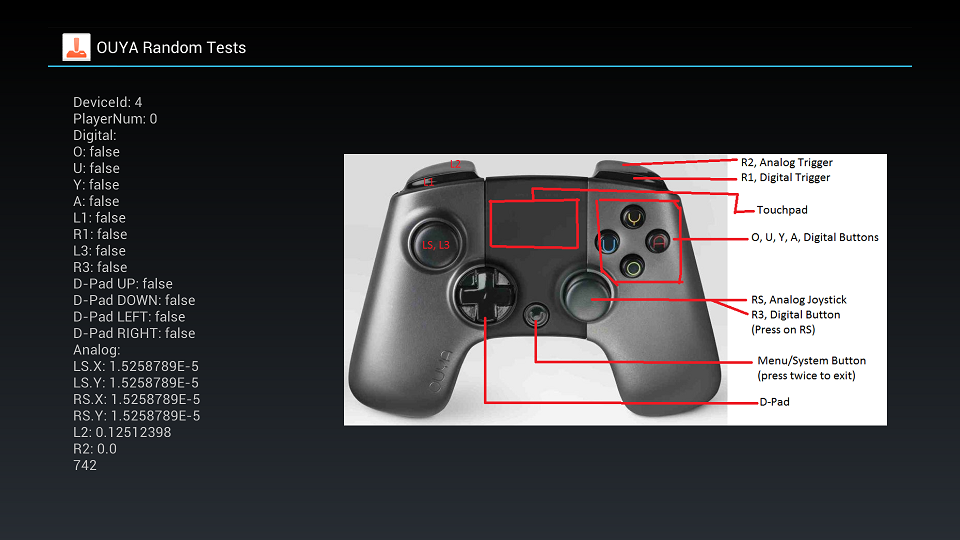 OUYA Random Tests
DeviceId: 4
PlayerNum: 0
Digital:
O: false
U: false
Y: false
A: false
L1: false
R1: false
L3: false
R3: false
D-Pad UP: false
D-Pad DOWN: false
D-Pad LEFT: false
D-Pad RIGHT: false
Analog:
LS.X: 1.5258789E-5
LS.Y: 1.5258789E-5
RS.X: 1.5258789E-5
RS.Y: 1.5258789E-5
L2: 0.12512398
R2: 0.0
742
L2
L1
LS, L3
Y
U
A
O
U
OUYA
R2, Analog Trigger
R1, Digital Trigger
Touchpad
O, U, Y, A, Digital Buttons
RS, Analog Joystick
R3, Digital Button
(Press on RS)
Menu/System Button
(press twice to exit)
D-Pad